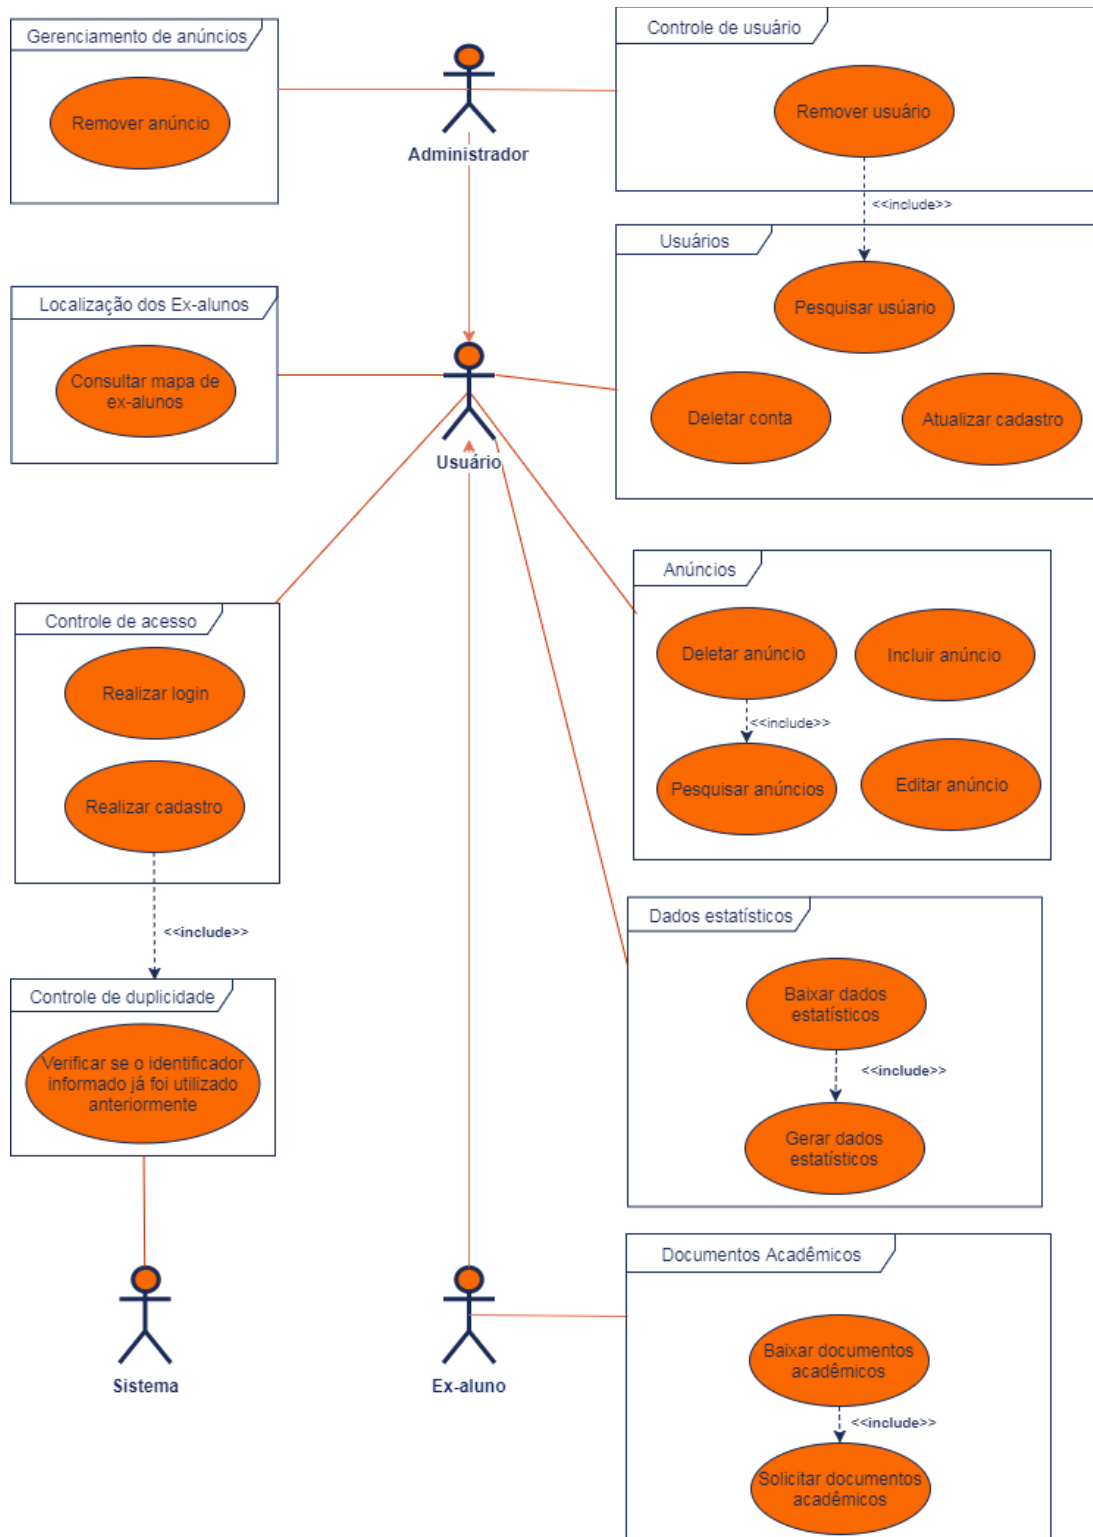 Gerenciamento de anúncios
Remover anúncio
Administrador
Controle de usuário
Remover usuário
<<include>>
Usuários
Pesquisar usúario
Deletar conta
Atualizar cadastro
Localização dos Ex-alunos
Consultar mapa de
ex-alunos
Usuário
Anúncios
Deletar anúncio
Incluir anúncio
<<include>>
Pesquisar anúncios
Editar anúncio
Controle de acesso
Realizar login
Realizar cadastro
<<include>>
Controle de duplicidade
Verificar se o identificador
informado já foi utilizado
anteriormente
Dados estatísticos
Baixar dados
estatísticos
<<include>>
Gerar dados
estatísticos
Sistema
Ex-aluno
Documentos Acadêmicos
Baixar documentos
acadêmicos
<<include>>
Solicitar documentos
acadêmicos